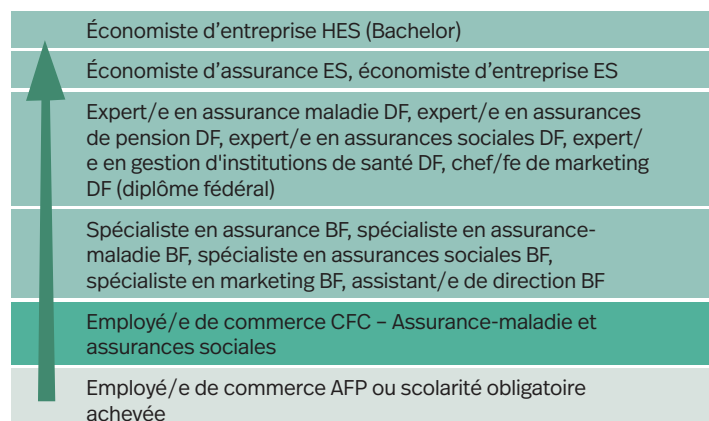 Économiste d’entreprise HES (Bachelor)
Économiste d’assurance ES, économiste d’entreprise ES
Expert/e en assurance maladie DF, expert/e en assurances
de pension DF, expert/e en assurances sociales DF, expert/
e en gestion d'institutions de santé DF, chef/fe de marketing
DF (diplôme fédéral)
Spécialiste en assurance BF, spécialiste en assurance-
maladie BF, spécialiste en assurances sociales BF,
spécialiste en marketing BF, assistant/e de direction BF
Employé/e de commerce CFC – Assurance-maladie et
assurances sociales
Employé/e de commerce AFP ou scolarité obligatoire
achevée